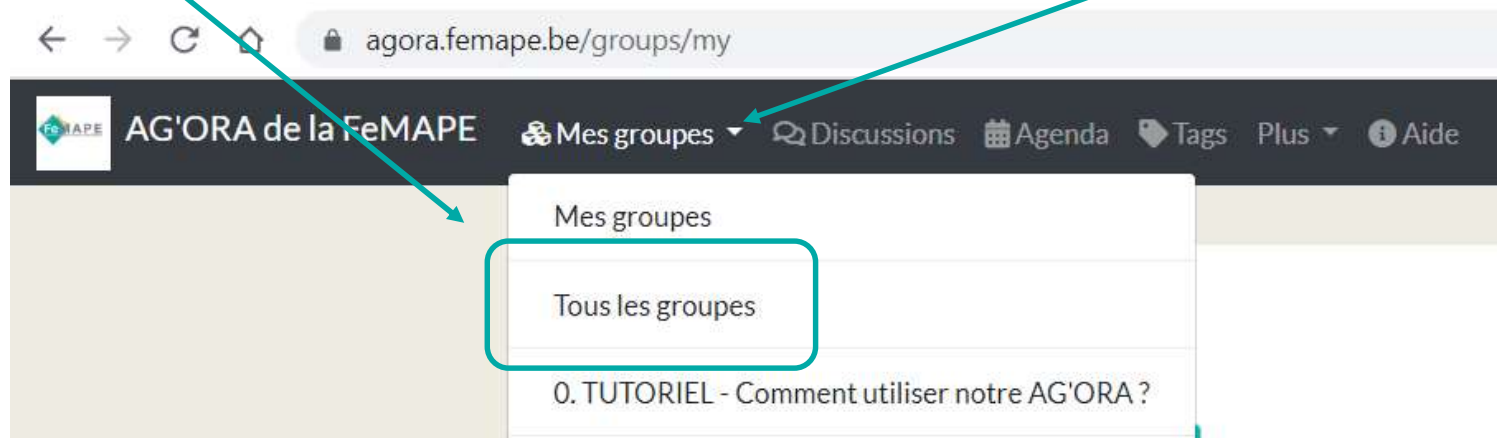 agora.femape.be/groups/my
FeMAPE AG'ORA de la FeMAPE Mes groupes Discussions Agenda Tags Plus Aide
Mes groupes
Tous les groupes
0. TUTORIEL - Comment utiliser notre AG'ORA ?